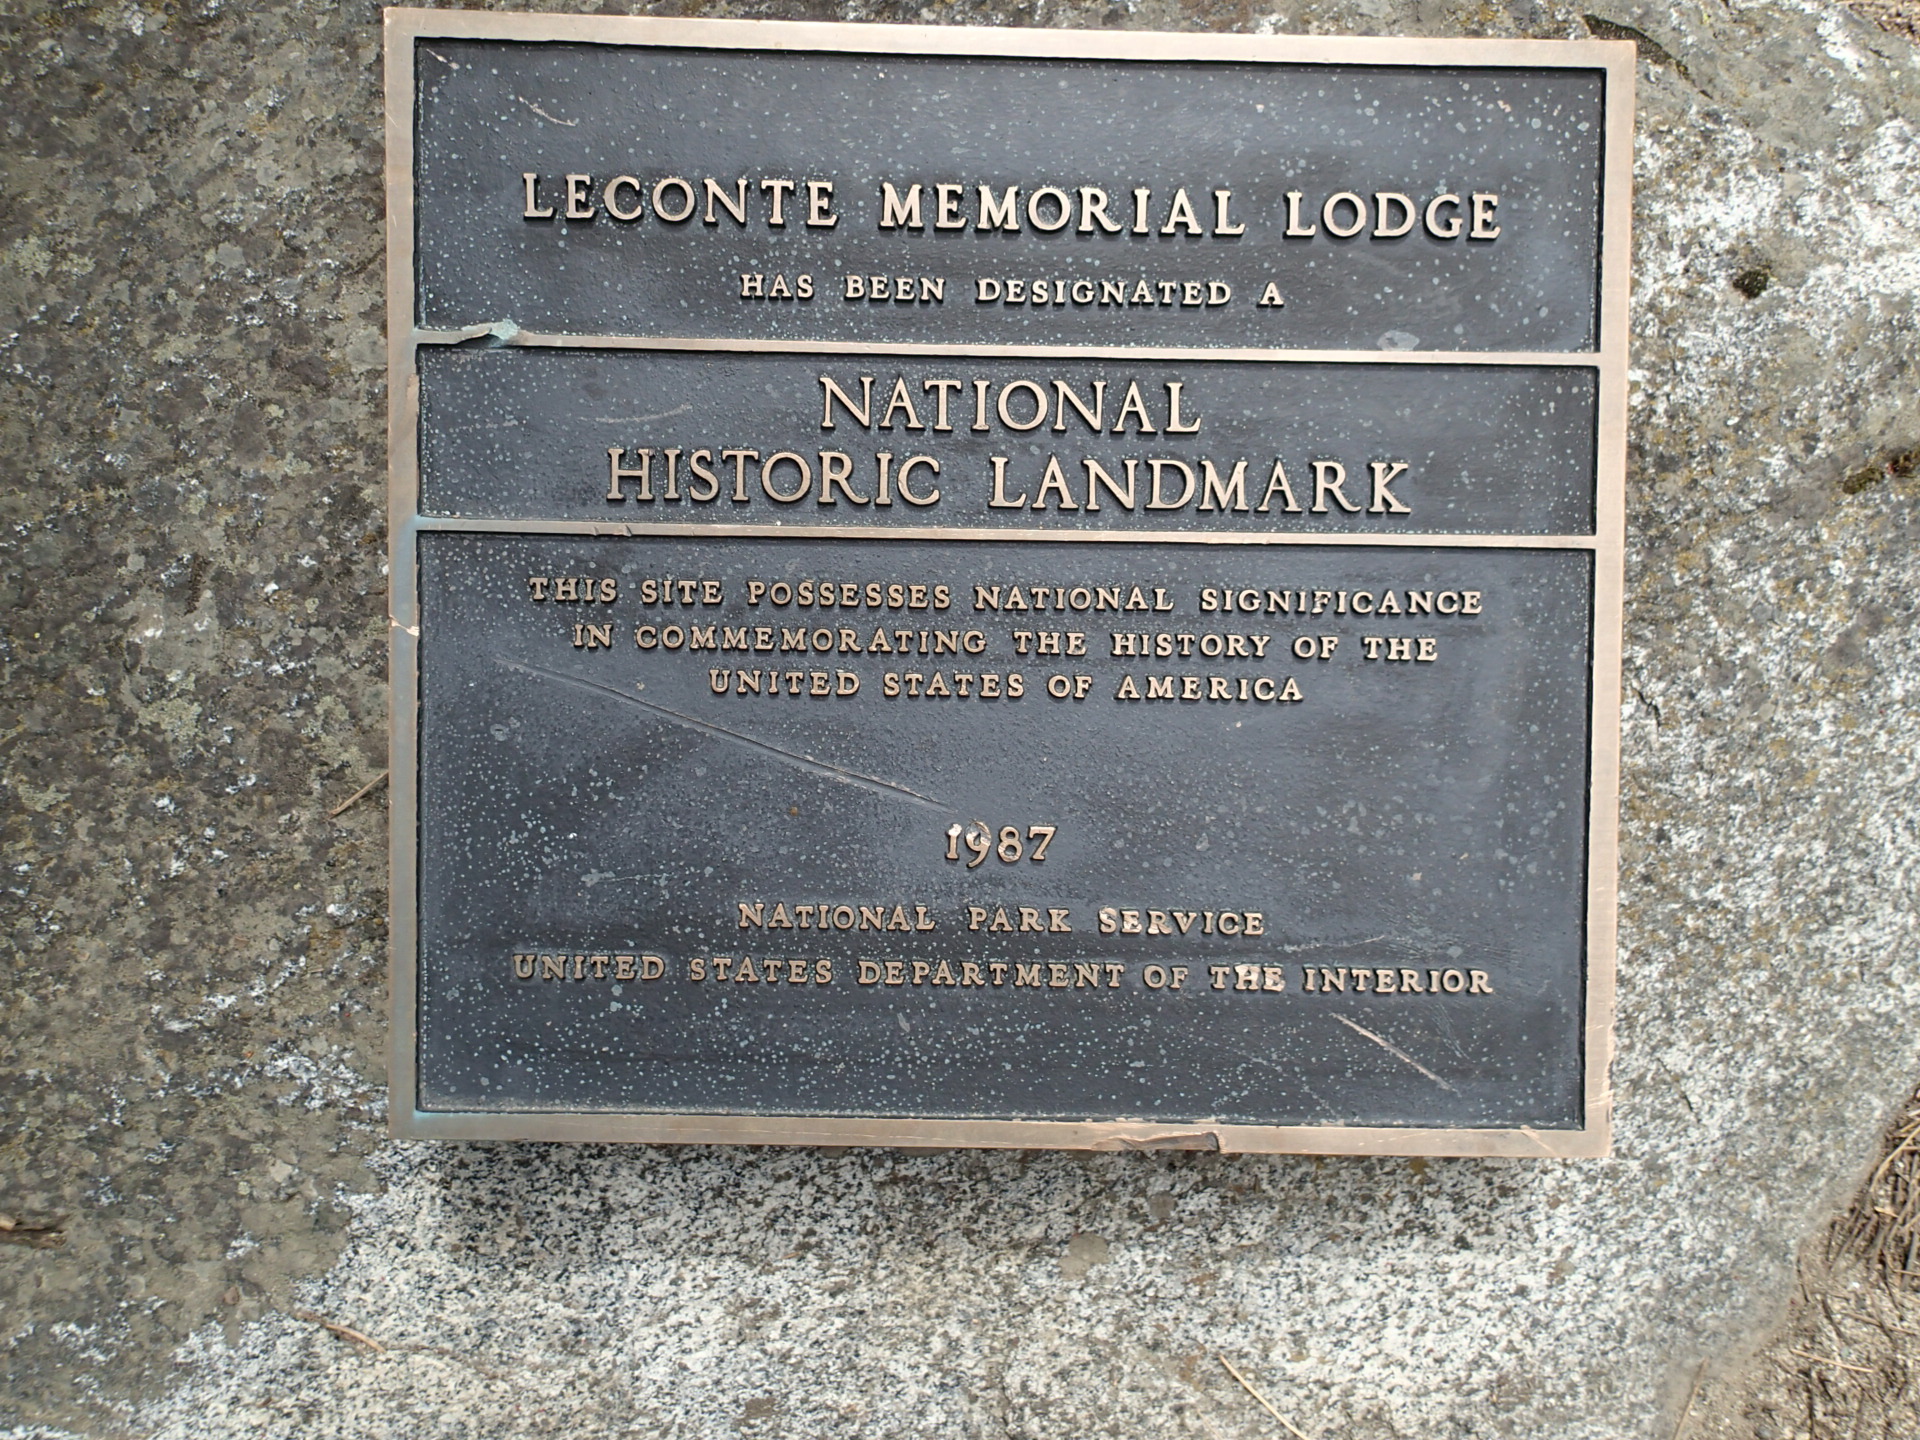 LECONTE MEMORIAL LODGE
HAS BEEN DESIGNATED A
NATIONAL
HISTORIC LANDMARK
THIS SITE POSSESSES NATIONAL SIGNIFICANCE
IN COMMEMORATING THE HISTORY OF THE
UNITED STATES OF AMERICA
1987
NATIONAL PARK SERVICE
UNITED STATES DEPARTMENT OF THE INTERIOR